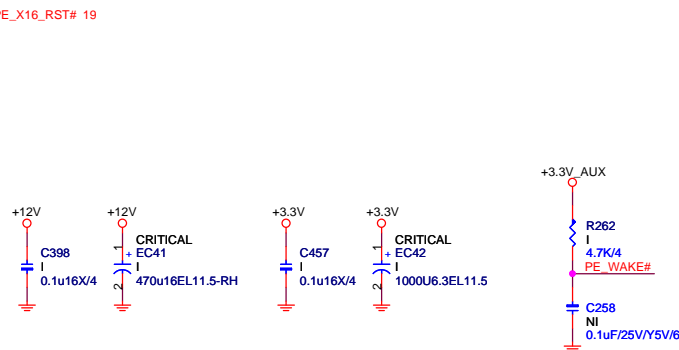 PE_X16_RST# 19
+3.3V_AUX
+12V
+12V
+3.3V
+3.3V
R262
I
4.7K/4
PE_WAKE#
C398
I
0.1u16X/4
1
CRITICAL
+ EC41
I
470u16EL11.5-RH
2
C457
I
0.1u16X/4
1
CRITICAL
+ EC42
I
1000U6.3EL11.5
2
C258
NI
0.1uF/25V/Y5V/6